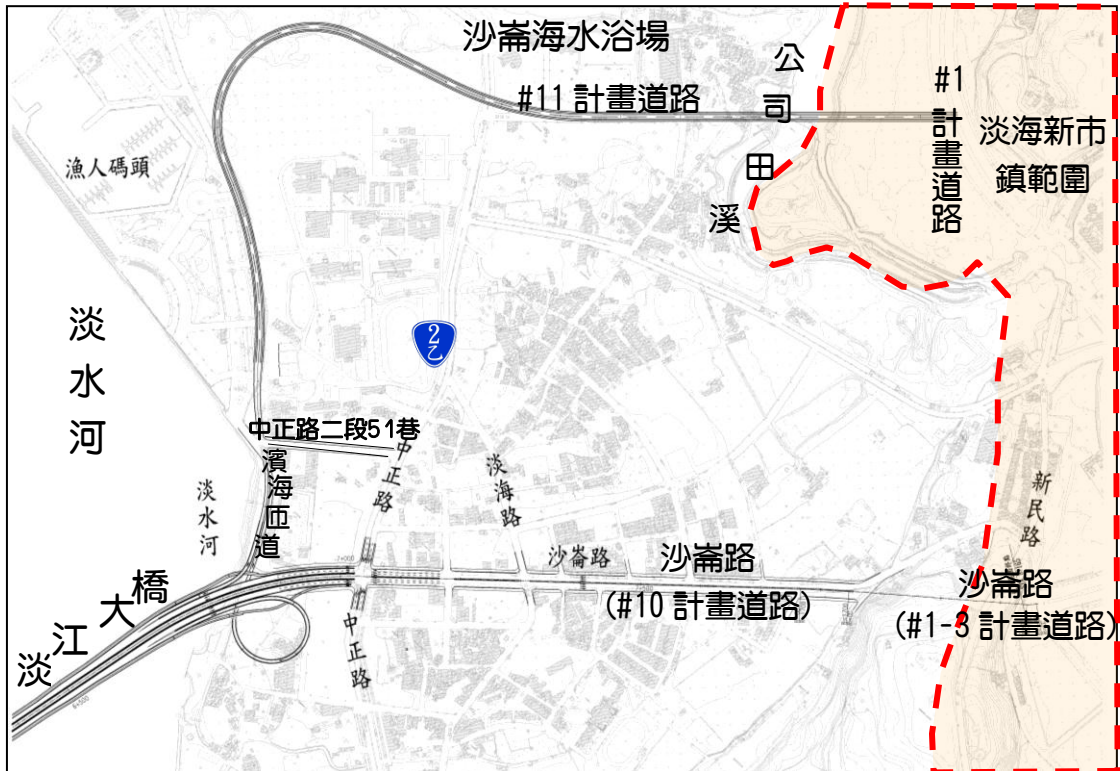 沙崙海水浴場
#11 計畫道路
公司田溪
#1 計畫道路
淡海新市
鎮範圍
漁人碼頭
淡水河
2
乙
中正路二段51巷
中正路
濱海匝道
淡水河
淡海路
新民路
沙崙路
沙崙路
(#10 計畫道路)
沙崙路
(#1-3 計畫道路)
中正路
淡江大橋